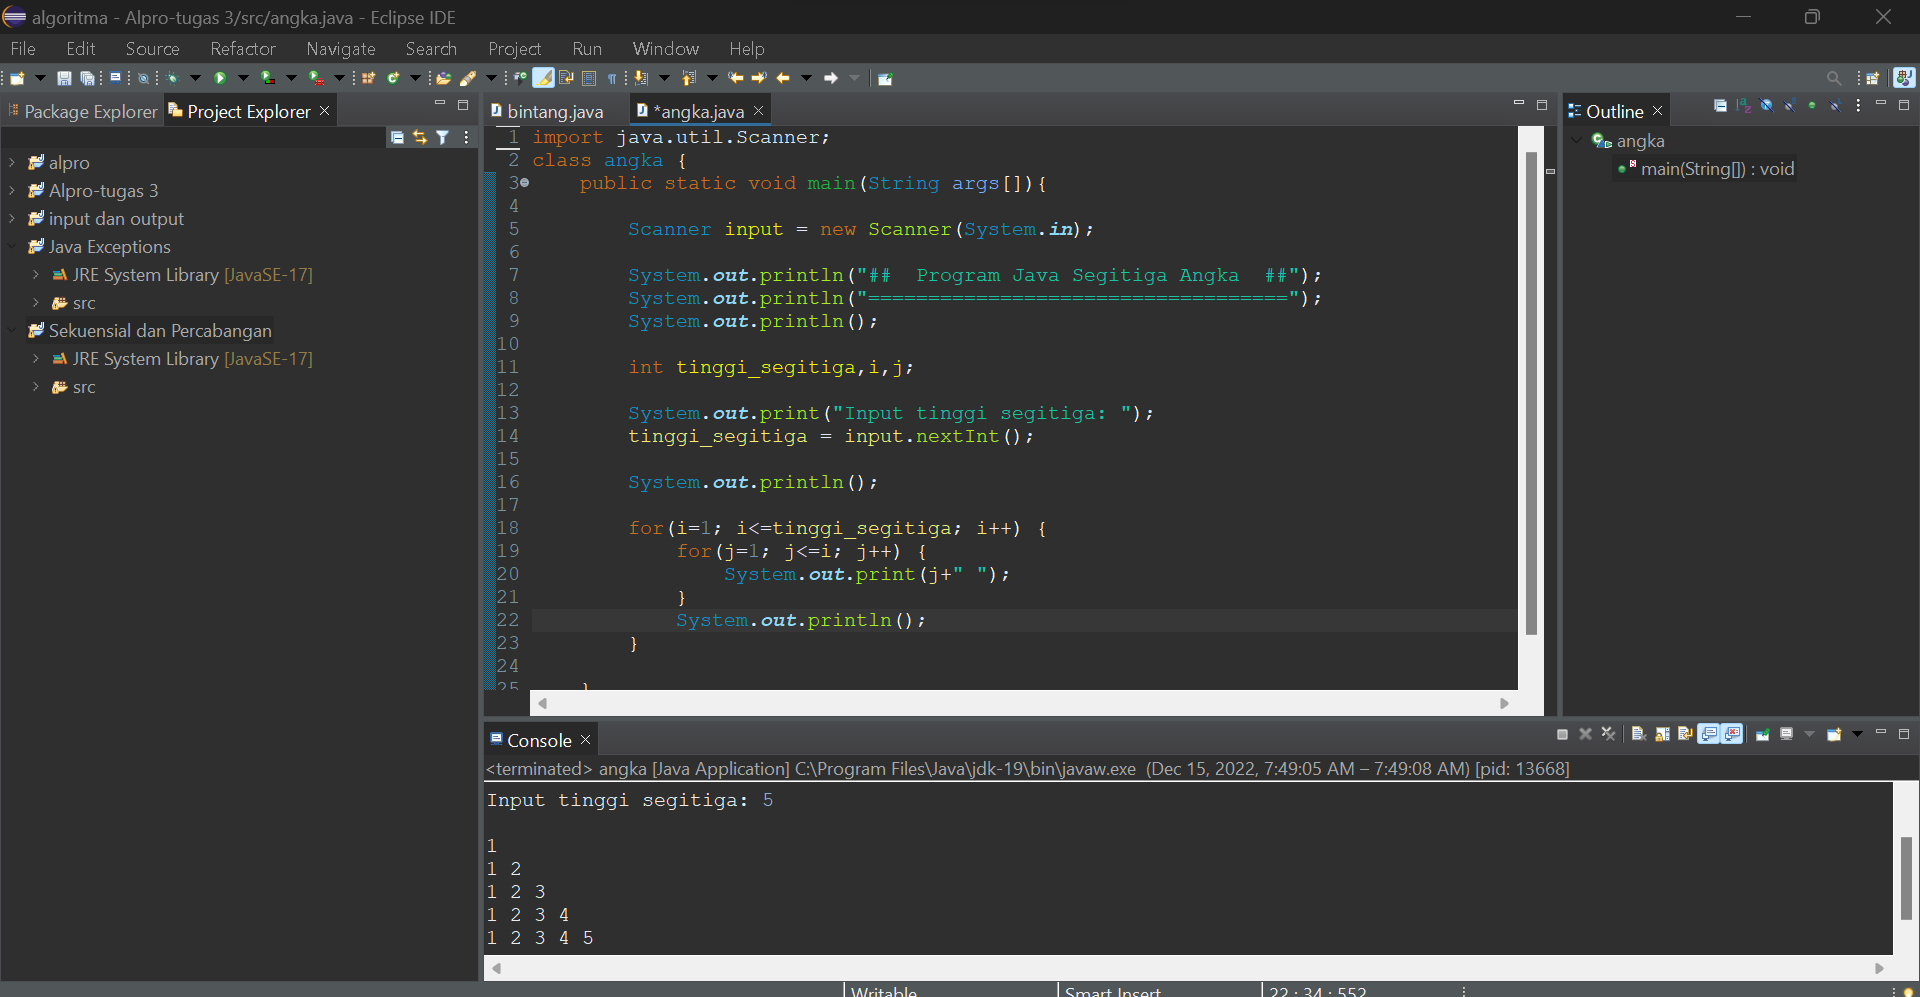 algoritma - Alpro-tugas 3/src/angka.java - Eclipse IDE
File Edit Source Refactor Navigate Search Project Run Window Help
Package Explorer Project Explorer
alpro
Alpro-tugas 3
input dan output
Java Exceptions
JRE System Library [JavaSE-17]
src
Sekuensial dan Percabangan
JRE System Library [JavaSE-17]
src
bintang.java *angka.java
1 import java.util.Scanner;
2 class angka {
3 public static void main(String args[]){
4
5 Scanner input = new Scanner(System.in);
6
7 System.out.println("##  Program Java Segitiga Angka  ##");
8 System.out.println("===================================");
9 System.out.println();
10
11 int tinggi_segitiga,i,j;
12
13 System.out.print("Input tinggi segitiga: ");
14 tinggi_segitiga = input.nextInt();
15
16 System.out.println();
17
18 for(i=1; i<=tinggi_segitiga; i++) {
19 for(j=1; j<=i; j++) {
20 System.out.print(j+" ");
21 }
22 System.out.println();
23 }
24
25 }
Outline
angka
main(String[]) : void
Console
<terminated> angka [Java Application] C:\Program Files\Java\jdk-19\bin\javaw.exe (Dec 15, 2022, 7:49:05 AM – 7:49:08 AM) [pid: 13668]
Input tinggi segitiga: 5
1
1 2
1 2 3
1 2 3 4
1 2 3 4 5
Writable Smart Insert 22 : 34 : 552